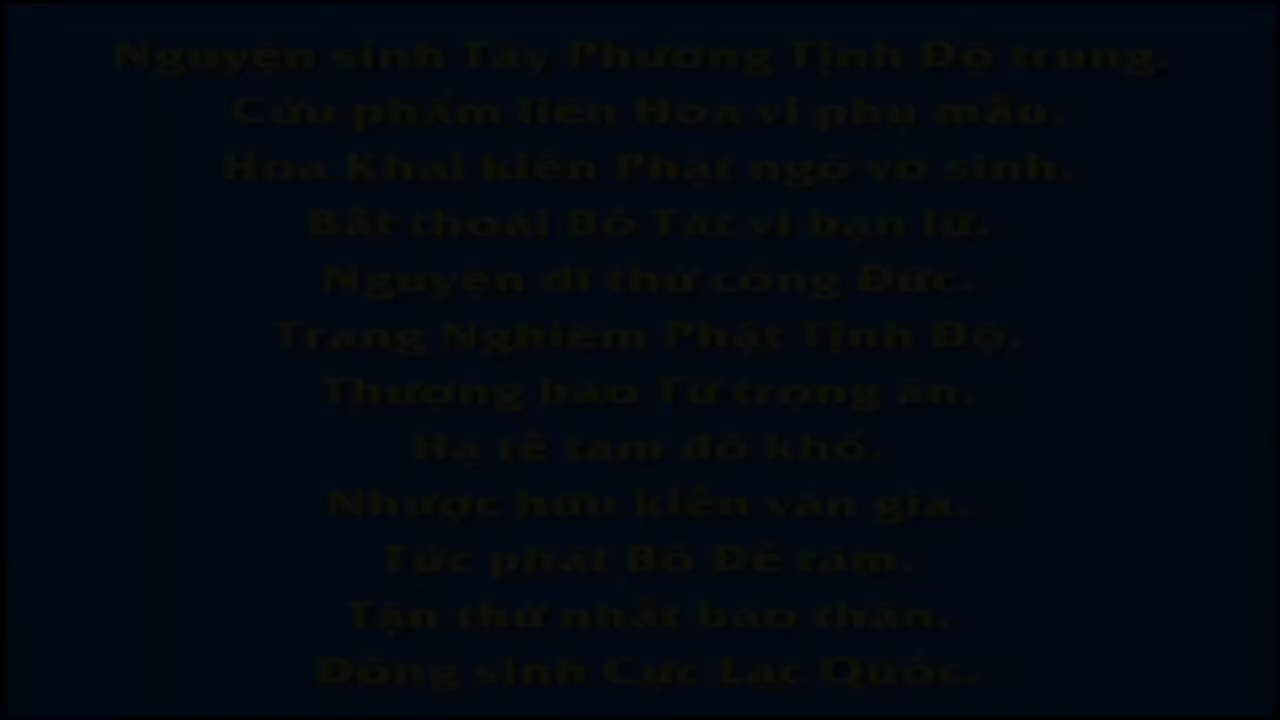 Nguyện sinh Tây Phương Tịnh Độ trung.
Cửu phẩm liên Hoa vi phụ mẫu.
Hoa Khai kiến Phật ngộ vô sinh.
Bất thoái Bồ Tát vi bạn lữ.
Nguyện dĩ thử công Đức.
Trang Nghiêm Phật Tịnh Độ.
Thượng báo Tứ trọng ân.
Hạ tế tam đồ khổ.
Nhược hữu kiến văn giả.
Tức phát Bồ Đề tâm.
Tận thử nhất báo thân.
Đồng sinh Cực Lạc Quốc.